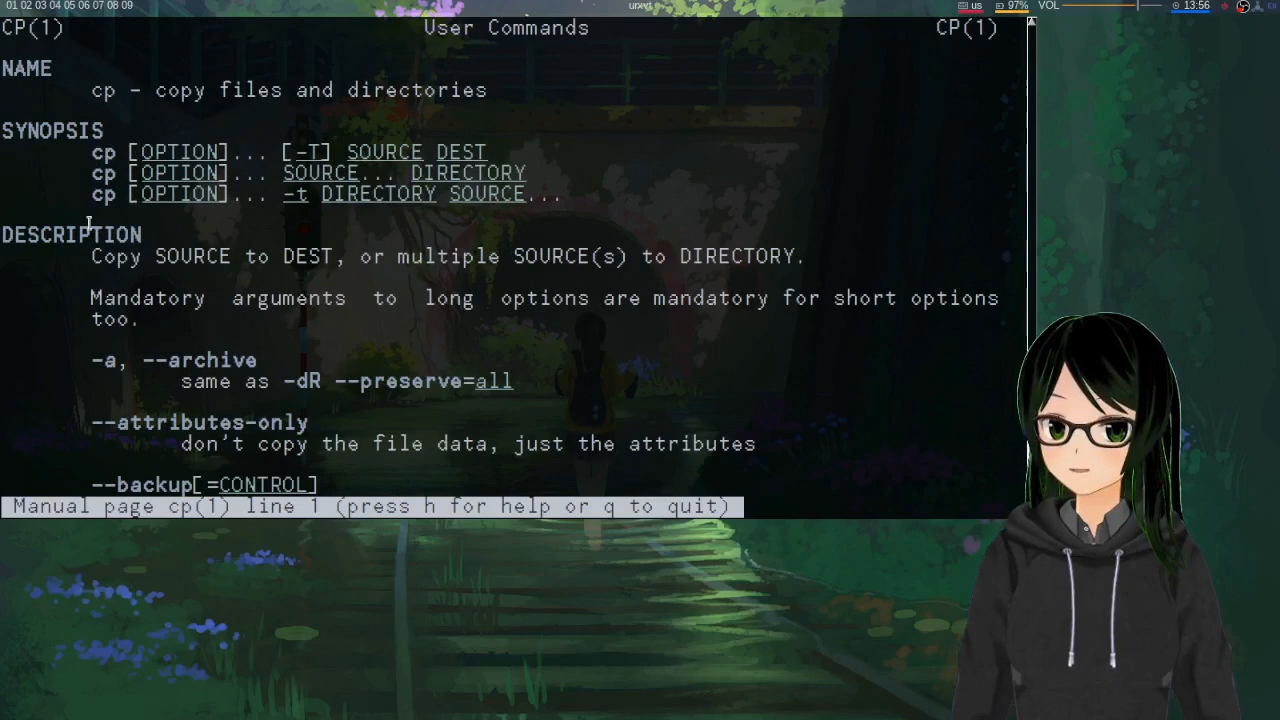 01 02 03 04 05 06 07 08 09 urxvt us 97% VOL 13:56
CP(1) User Commands CP(1)
NAME
cp - copy files and directories
SYNOPSIS
cp [OPTION]... [-T] SOURCE DEST
cp [OPTION]... SOURCE... DIRECTORY
cp [OPTION]... -t DIRECTORY SOURCE...
DESCRIPTION
Copy SOURCE to DEST, or multiple SOURCE(s) to DIRECTORY.
Mandatory arguments to long options are mandatory for short options
too.
-a, --archive
same as -dR --preserve=all
--attributes-only
don't copy the file data, just the attributes
--backup[=CONTROL]
Manual page cp(1) line 1 (press h for help or q to quit)